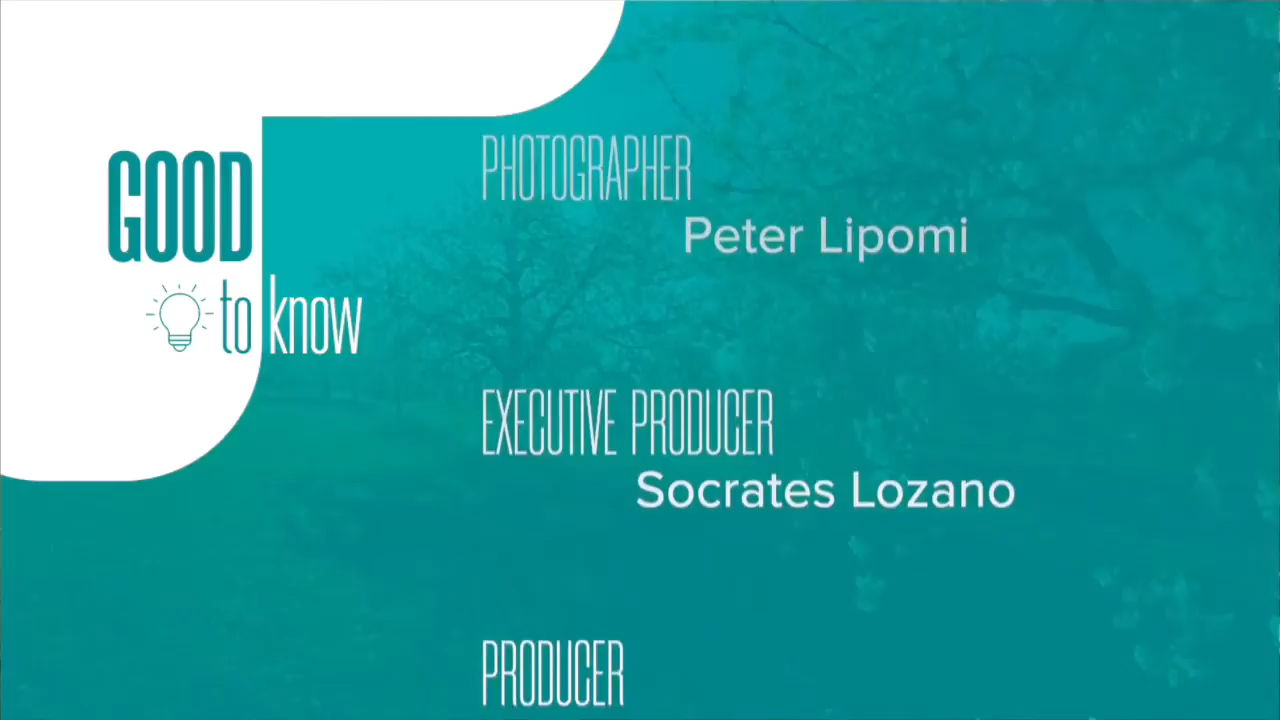 GOOD
to know
PHOTOGRAPHER
Peter Lipomi
EXECUTIVE PRODUCER
Socrates Lozano
PRODUCER